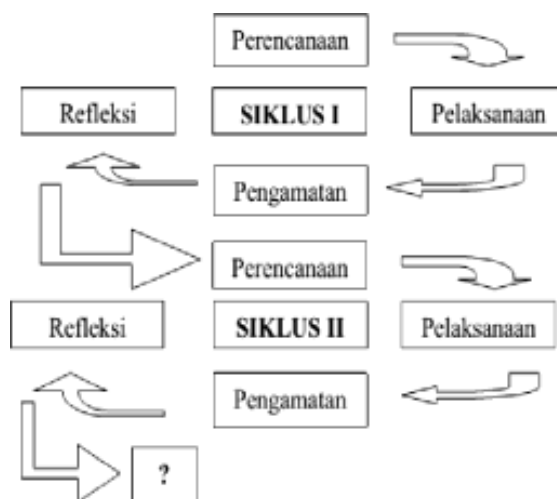 Perencanaan
Refleksi SIKLUS I Pelaksanaan
Pengamatan
Perencanaan
Refleksi SIKLUS II Pelaksanaan
Pengamatan
?